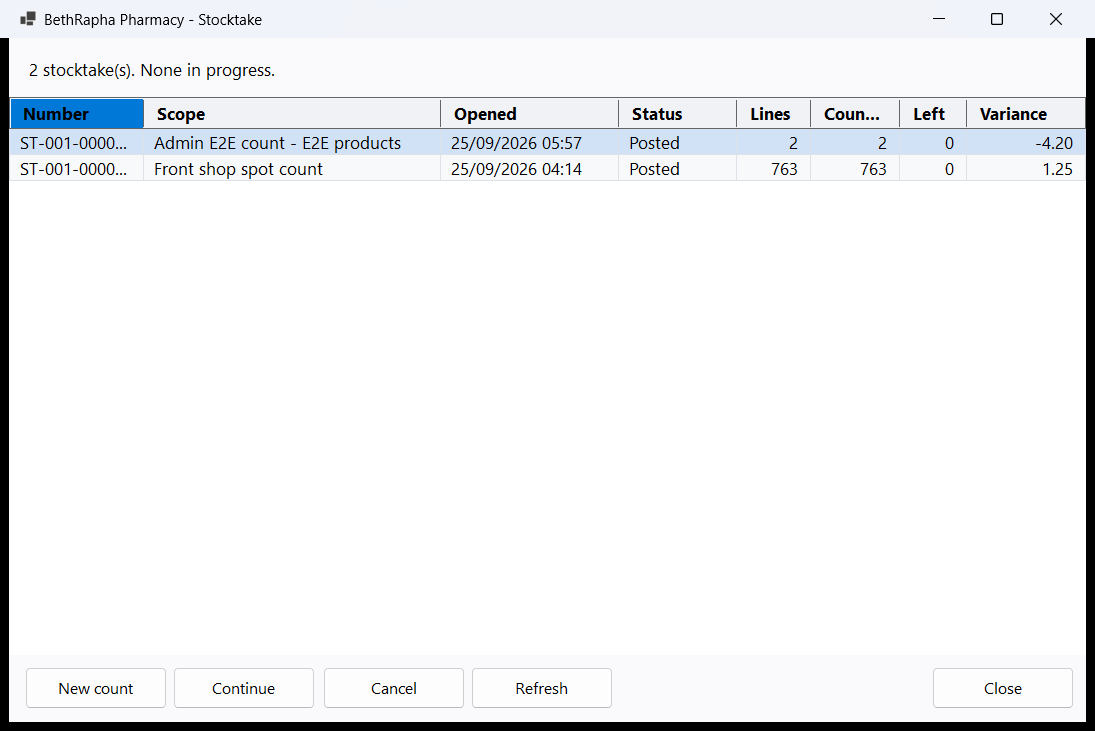 BethRapha Pharmacy - Stocktake
2 stocktake(s). None in progress.
Number Scope Opened Status Lines Coun... Left Variance
ST-001-0000... Admin E2E count - E2E products 25/09/2026 05:57 Posted 2 2 0 -4.20
ST-001-0000... Front shop spot count 25/09/2026 04:14 Posted 763 763 0 1.25
New count Continue Cancel Refresh Close